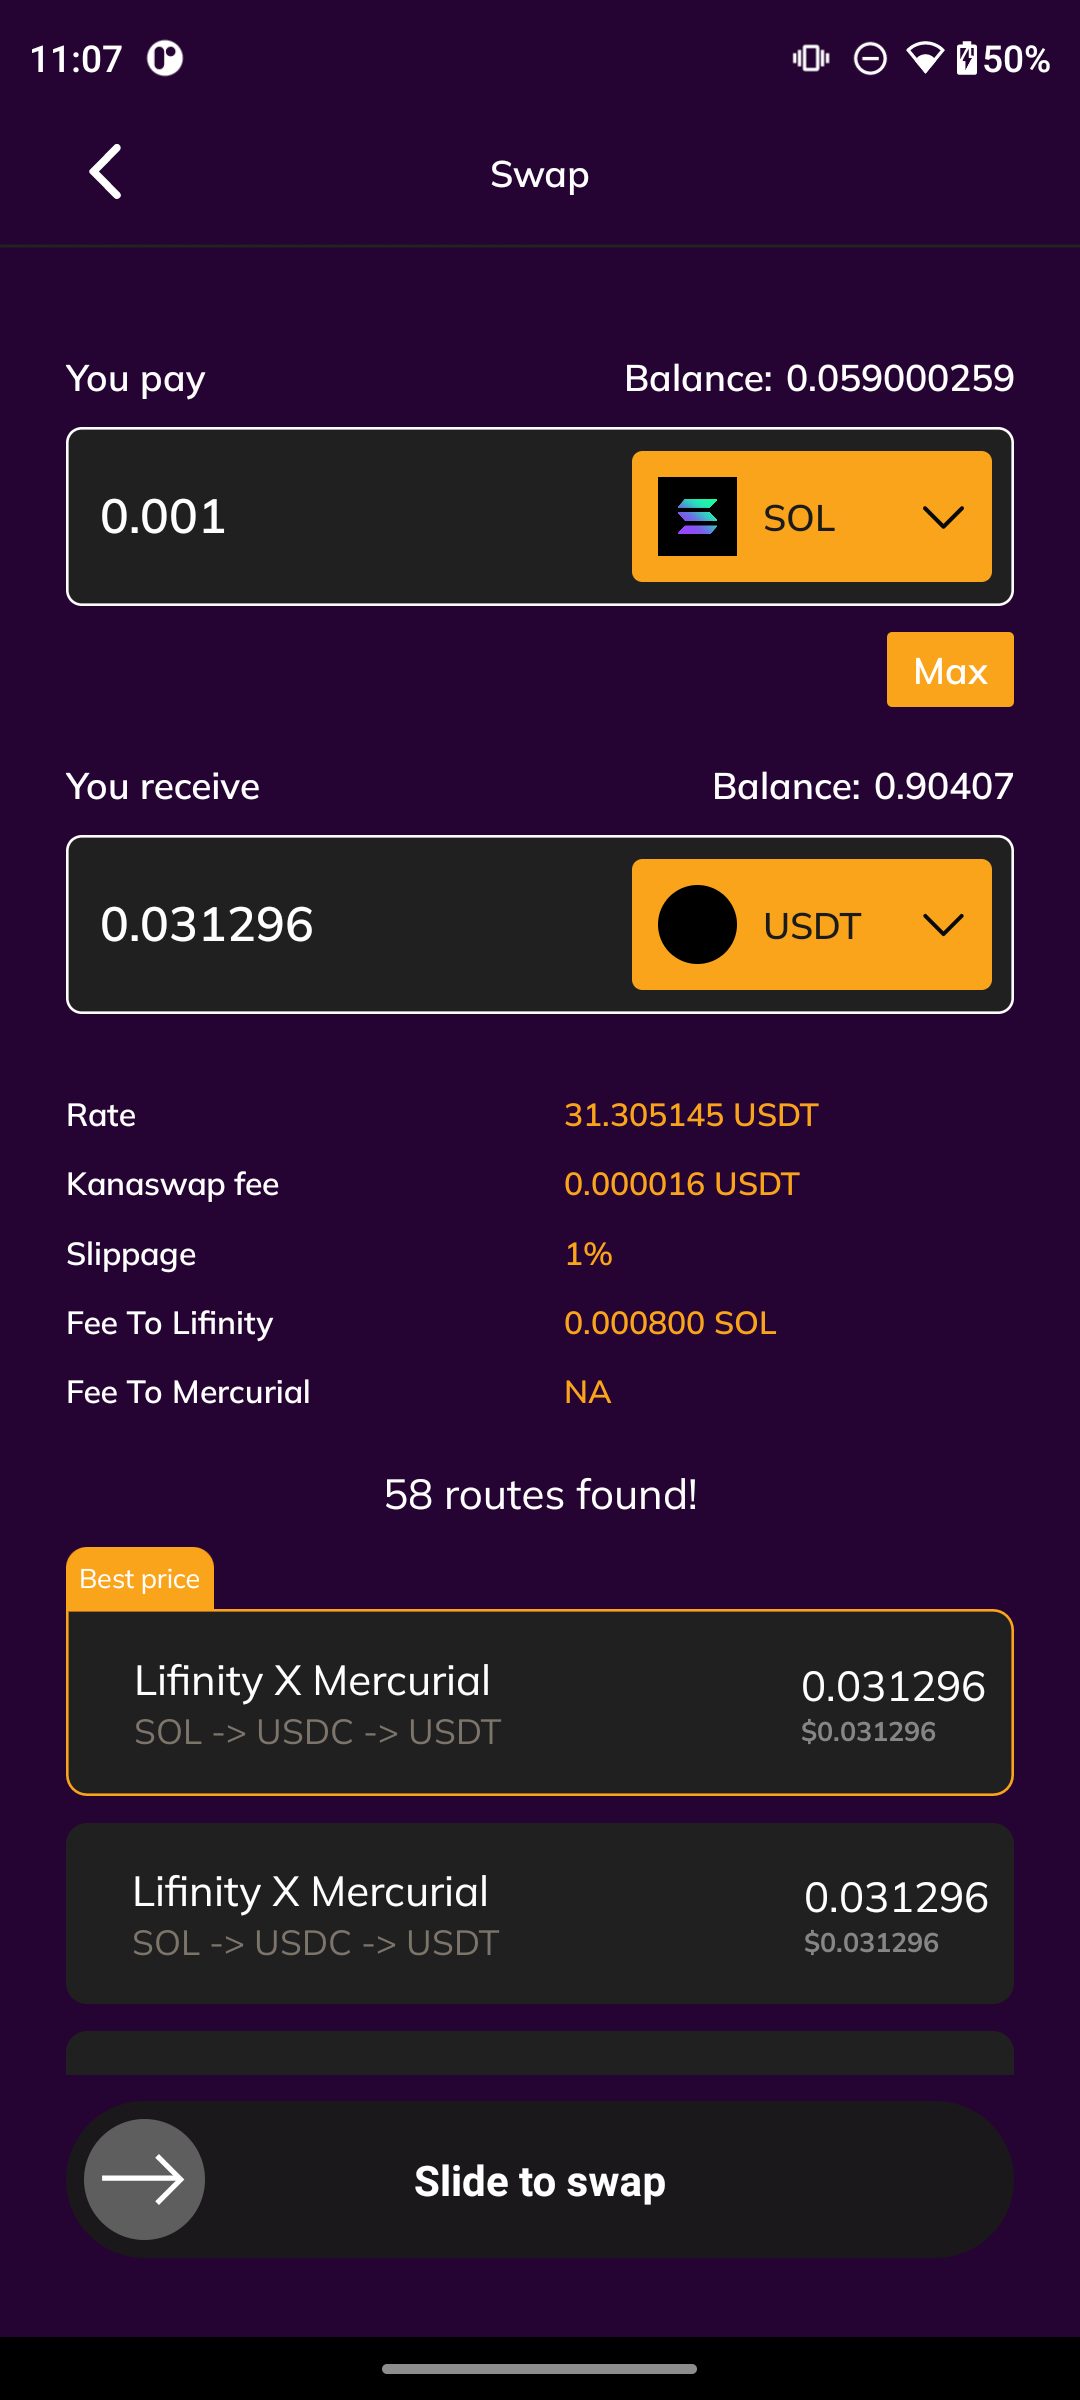 11:07
50%
Swap
You pay
Balance: 0.059000259
0.001
SOL
Max
You receive
Balance: 0.90407
0.031296
USDT
Rate
31.305145 USDT
Kanaswap fee
0.000016 USDT
Slippage
1%
Fee To Lifinity
0.000800 SOL
Fee To Mercurial
NA
58 routes found!
Best price
Lifinity X Mercurial
0.031296
SOL -> USDC -> USDT
$0.031296
Lifinity X Mercurial
0.031296
SOL -> USDC -> USDT
$0.031296
Slide to swap